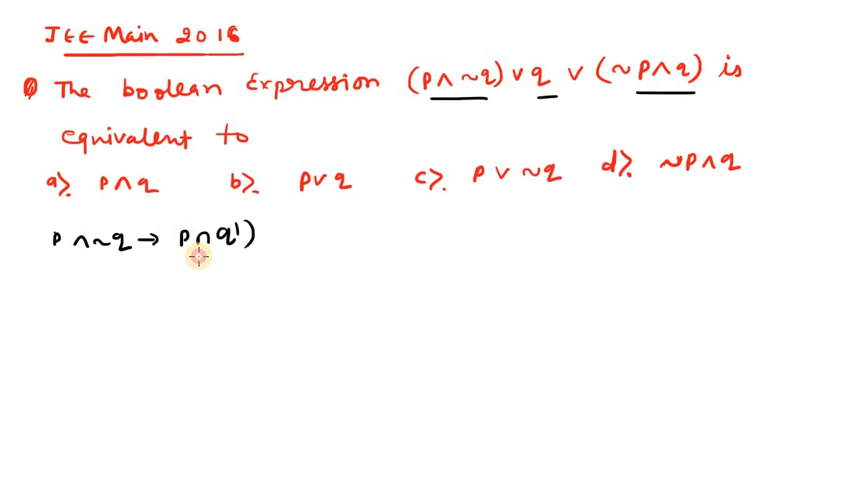 JEE Main 2016
Q The boolean Expression (p ∧ ~q) ∨ q ∨ (~p ∧ q) is
equivalent to
a). p ∧ q b). p ∨ q c). p ∨ ~q d). ~p ∧ q
p ∧ ~q → p ∩ q')